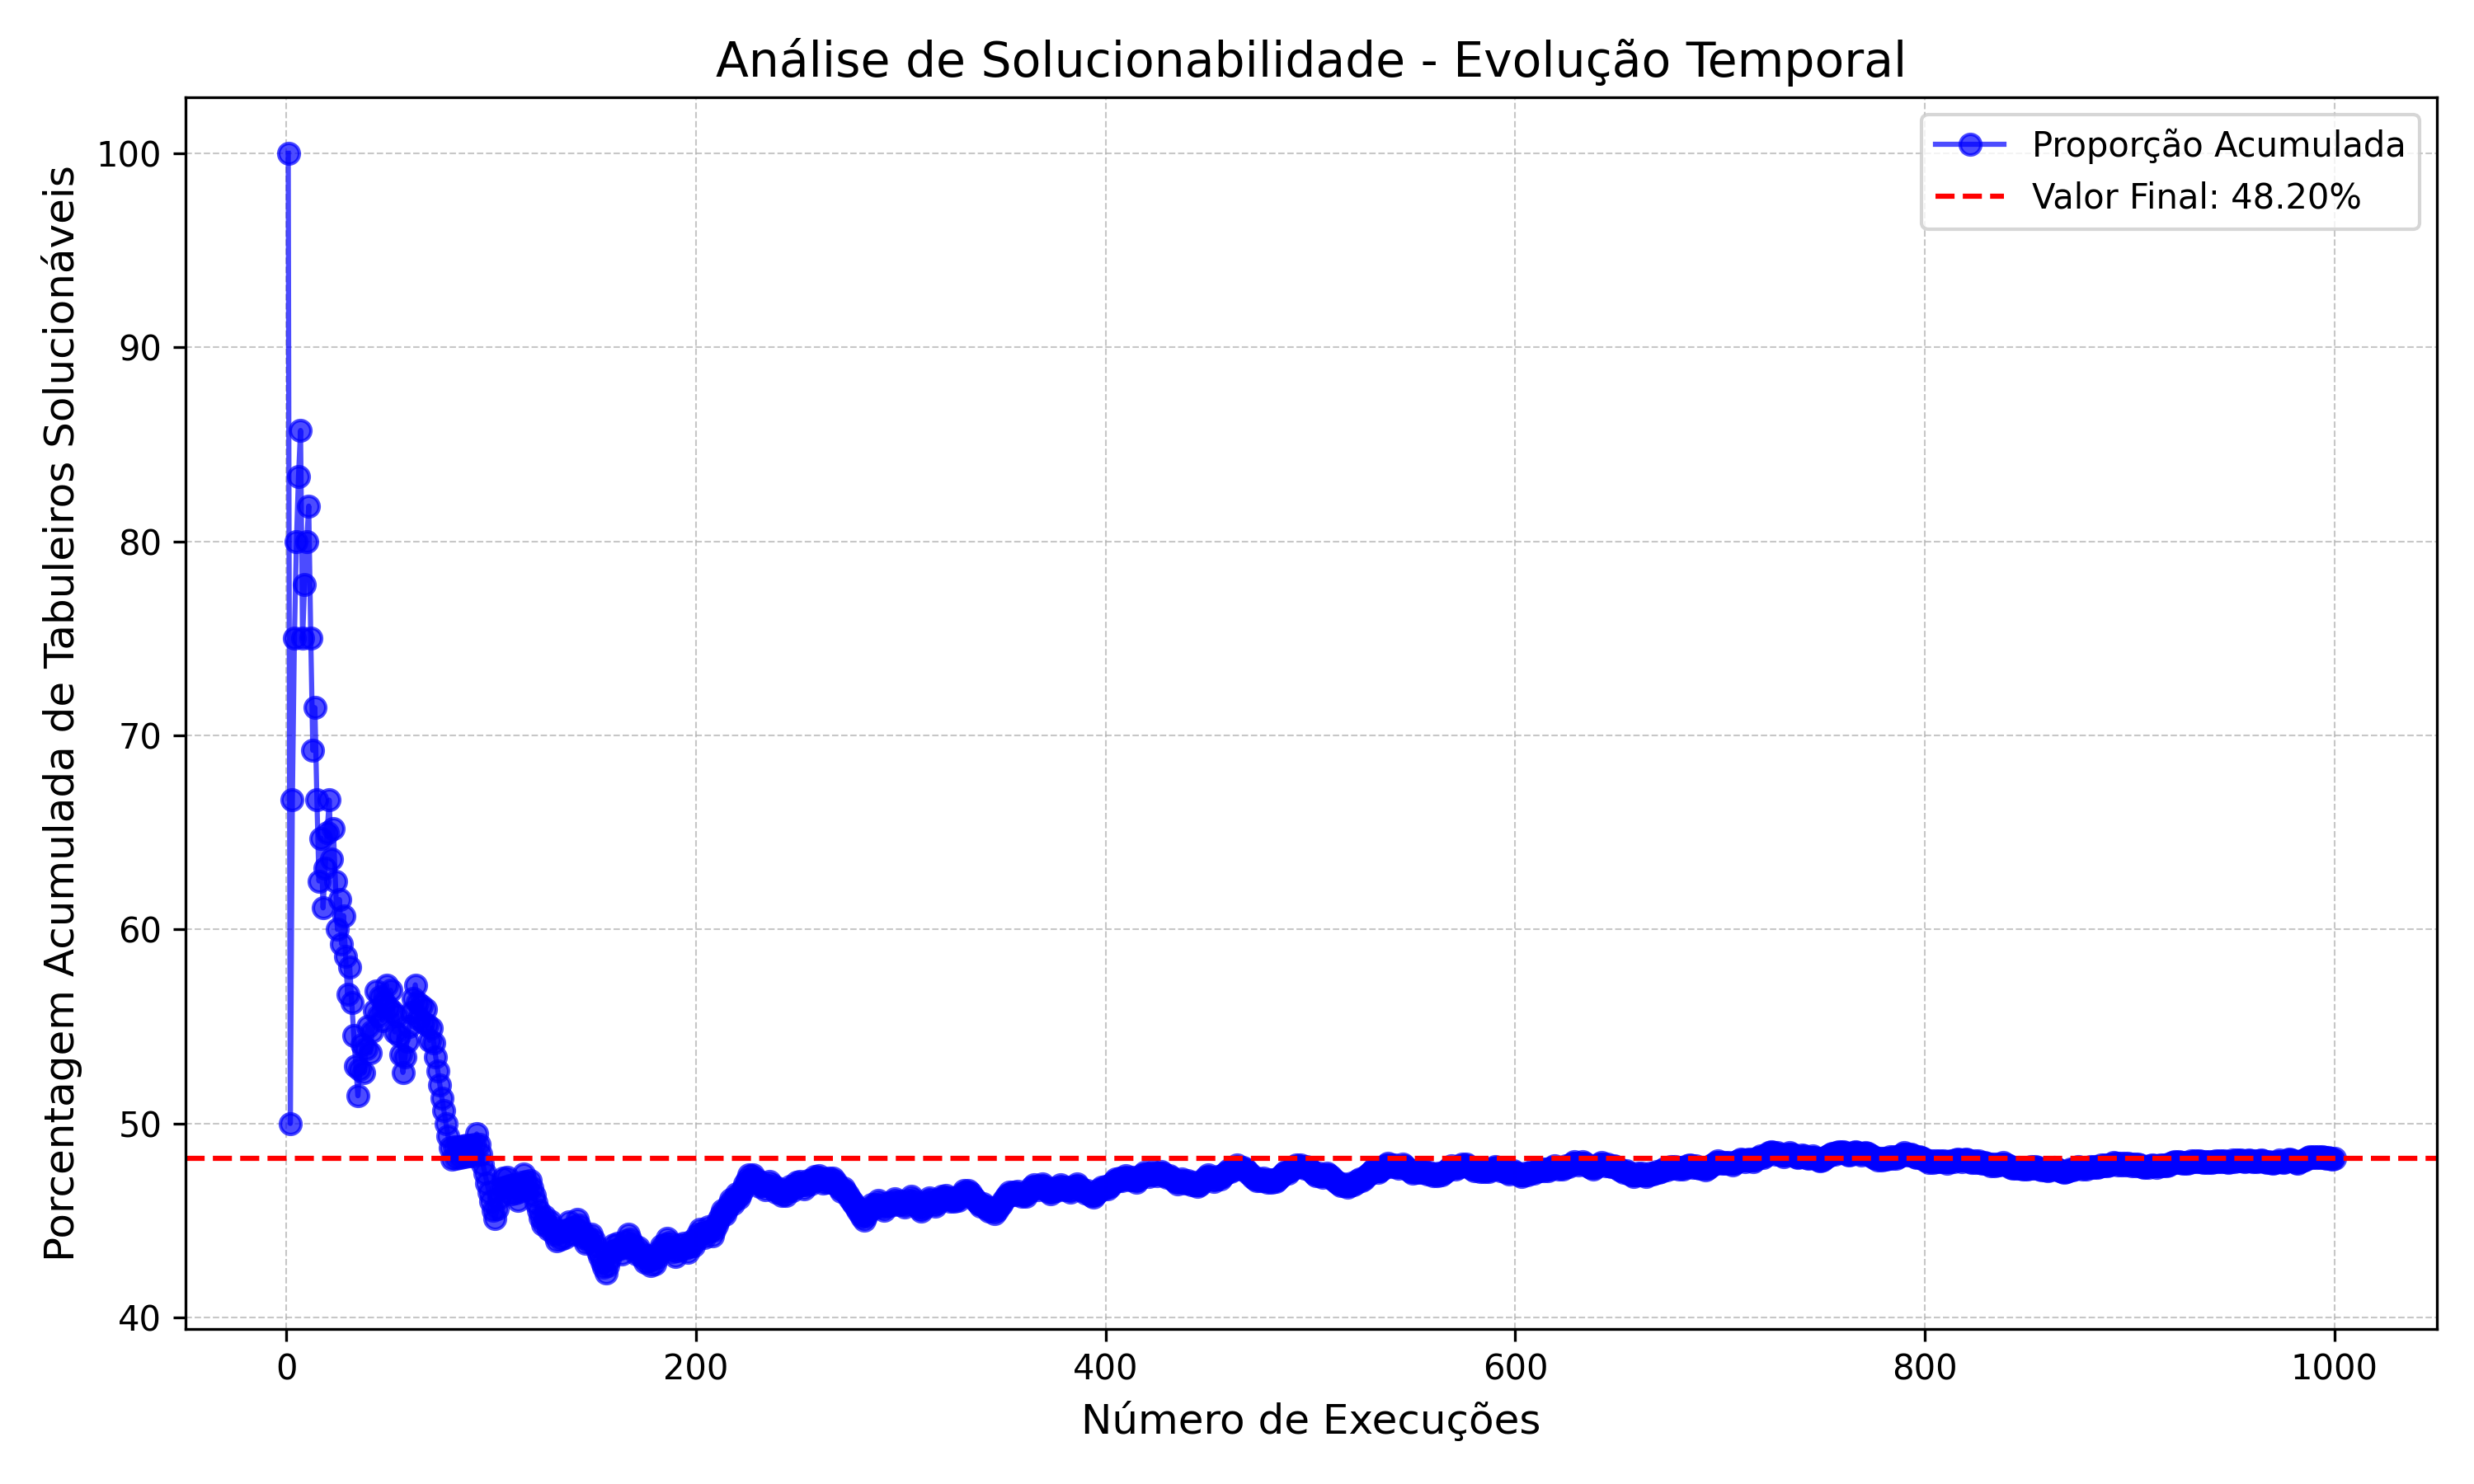 Análise de Solucionabilidade - Evolução Temporal
Porcentagem Acumulada de Tabuleiros Solucionáveis
100
90
80
70
60
50
40
Proporção Acumulada
Valor Final: 48.20%
0
200
400
600
800
1000
Número de Execuções